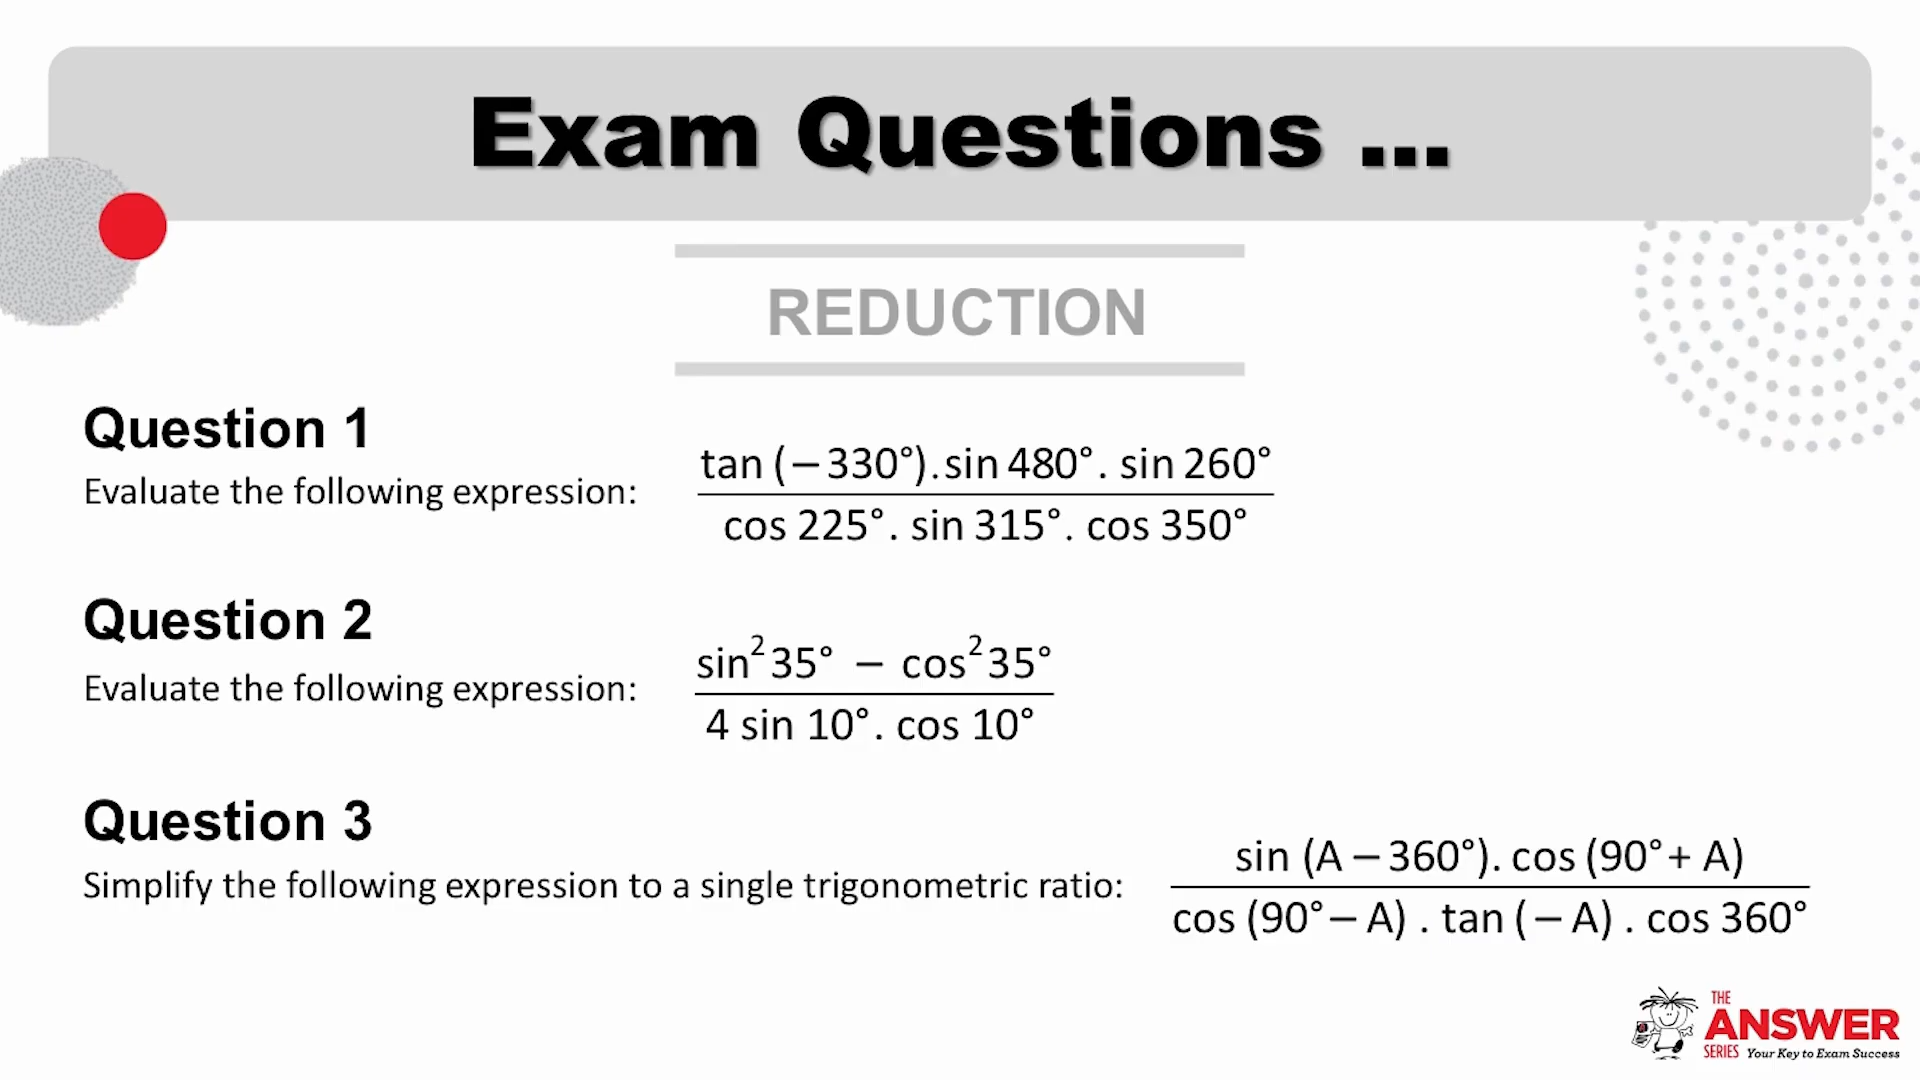 Exam Questions ...
REDUCTION
Question 1
Evaluate the following expression:
tan (−330°). sin 480°. sin 260°
cos 225°. sin 315°. cos 350°
Question 2
Evaluate the following expression:
sin²35° − cos²35°
4 sin 10°. cos 10°
Question 3
Simplify the following expression to a single trigonometric ratio:
sin (A − 360°). cos (90° + A)
cos (90° − A) . tan (− A) . cos 360°
THE
ANSWER
SERIES Your Key to Exam Success